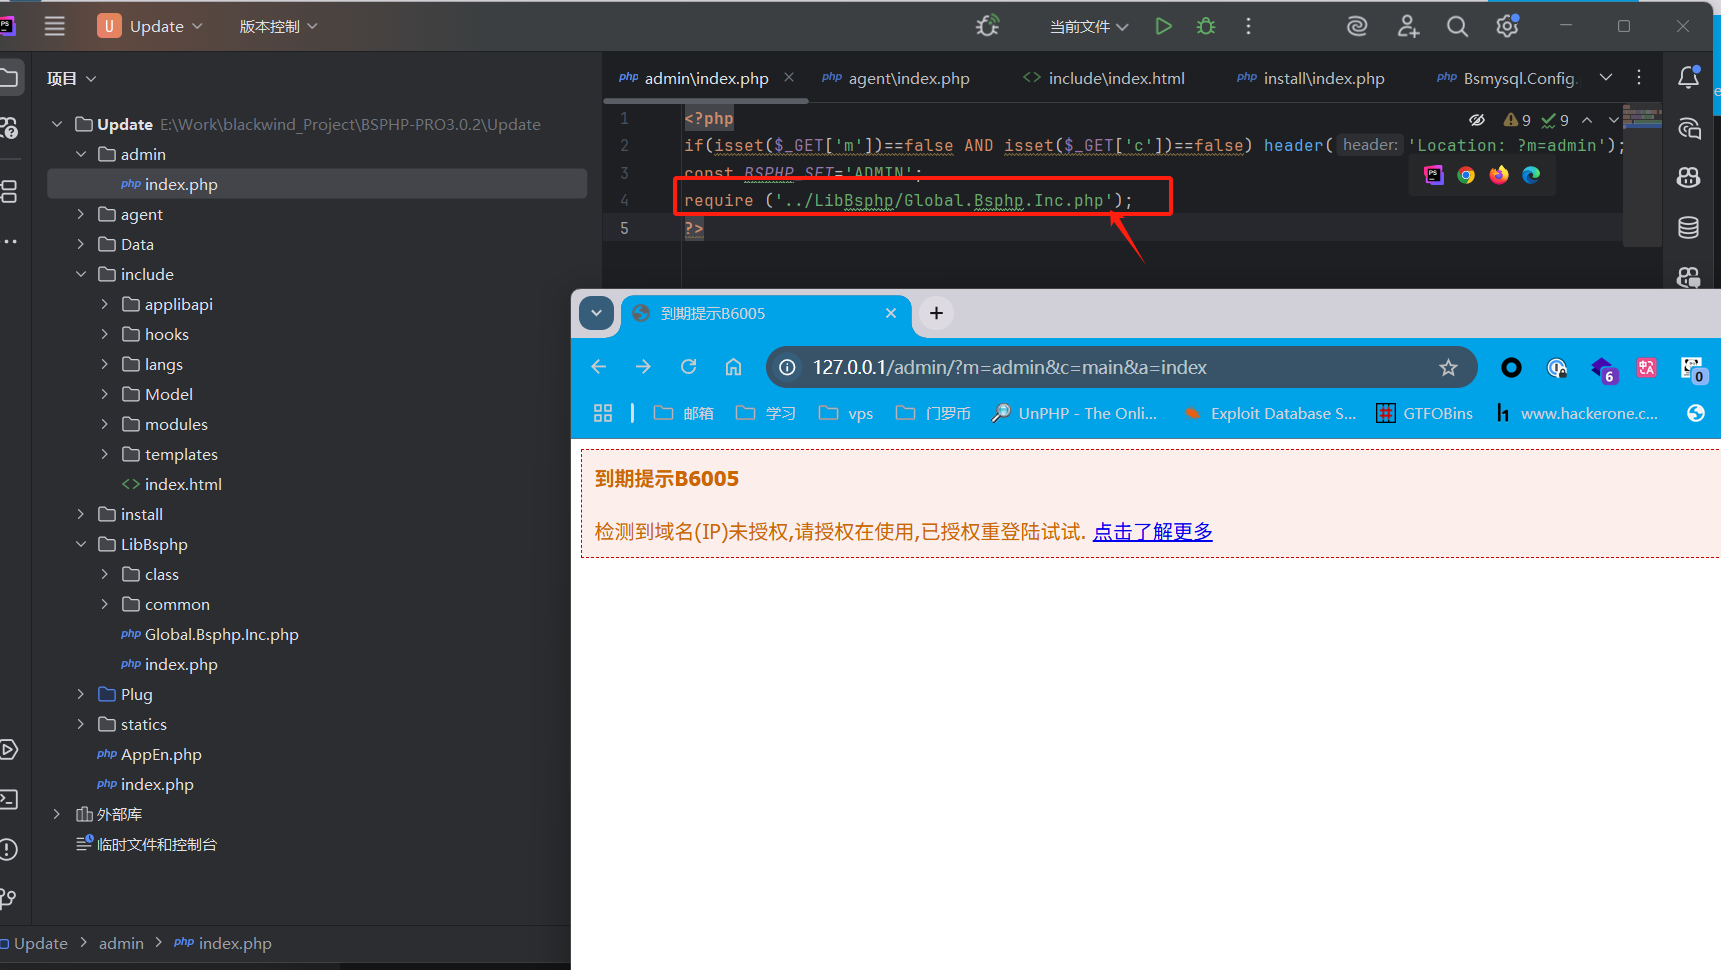 Update
版本控制
当前文件
项目
admin\index.php
agent\index.php
include\index.html
install\index.php
Bsmysql.Config.
Update E:\Work\blackwind_Project\BSPHP-PRO3.0.2\Update
admin
index.php
agent
Data
include
applibapi
hooks
langs
Model
modules
templates
index.html
install
LibBsphp
class
common
Global.Bsphp.Inc.php
index.php
Plug
statics
AppEn.php
index.php
外部库
临时文件和控制台
Update > admin > index.php
1 <?php
9 9
2 if(isset($_GET['m'])==false AND isset($_GET['c'])==false) header( header: 'Location: ?m=admin');
3 const BSPHP_SET='ADMIN';
4 require ('../LibBsphp/Global.Bsphp.Inc.php');
5 ?>
到期提示B6005
127.0.0.1/admin/?m=admin&c=main&a=index
6
0
邮箱
学习
vps
门罗币
UnPHP - The Onli...
Exploit Database S...
GTFOBins
www.hackerone.c...
到期提示B6005
检测到域名(IP)未授权,请授权在使用,已授权重登陆试试. 点击了解更多